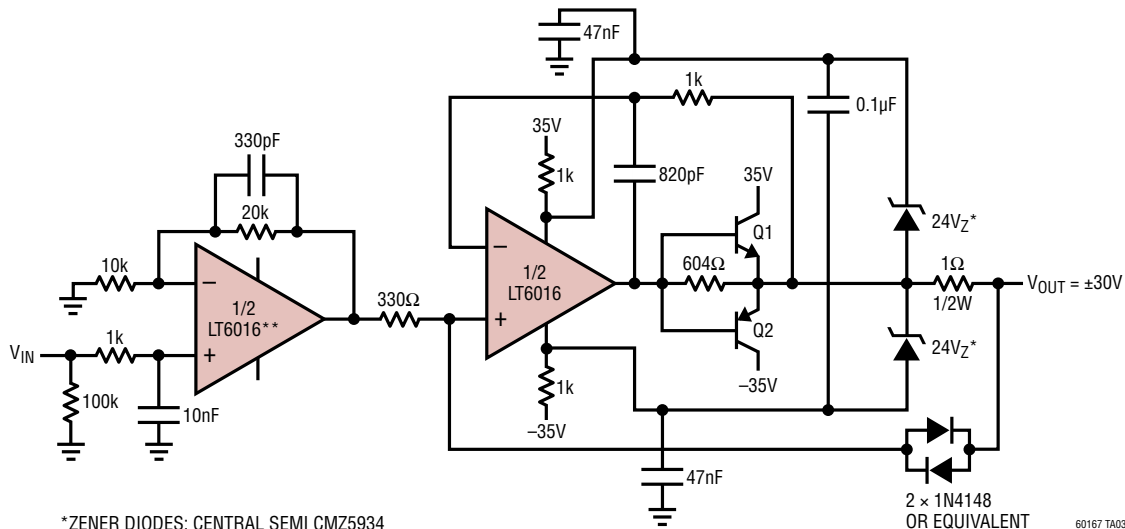 47nF
1k
0.1µF
330pF
35V
1k
820pF
35V
20k
24VZ*
Q1
10k
–
–
604Ω
1Ω
1/2
LT6016**
1/2
LT6016
330Ω
VOUT = ±30V
1/2W
+
Q2
1k
VIN
+
24VZ*
100k
10nF
1k
–35V
–35V
47nF
2 × 1N4148
OR EQUIVALENT
*ZENER DIODES: CENTRAL SEMI CMZ5934
60167 TA03